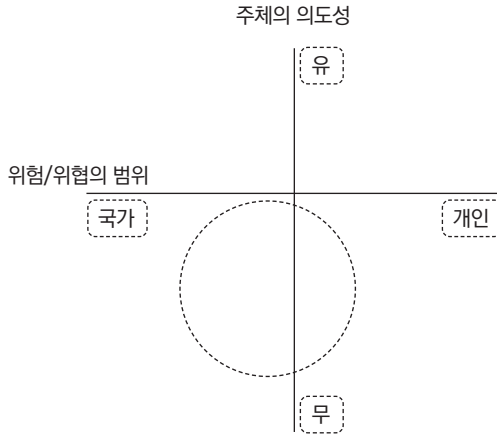 주체의 의도성
유
위험/위협의 범위
국가
개인
무